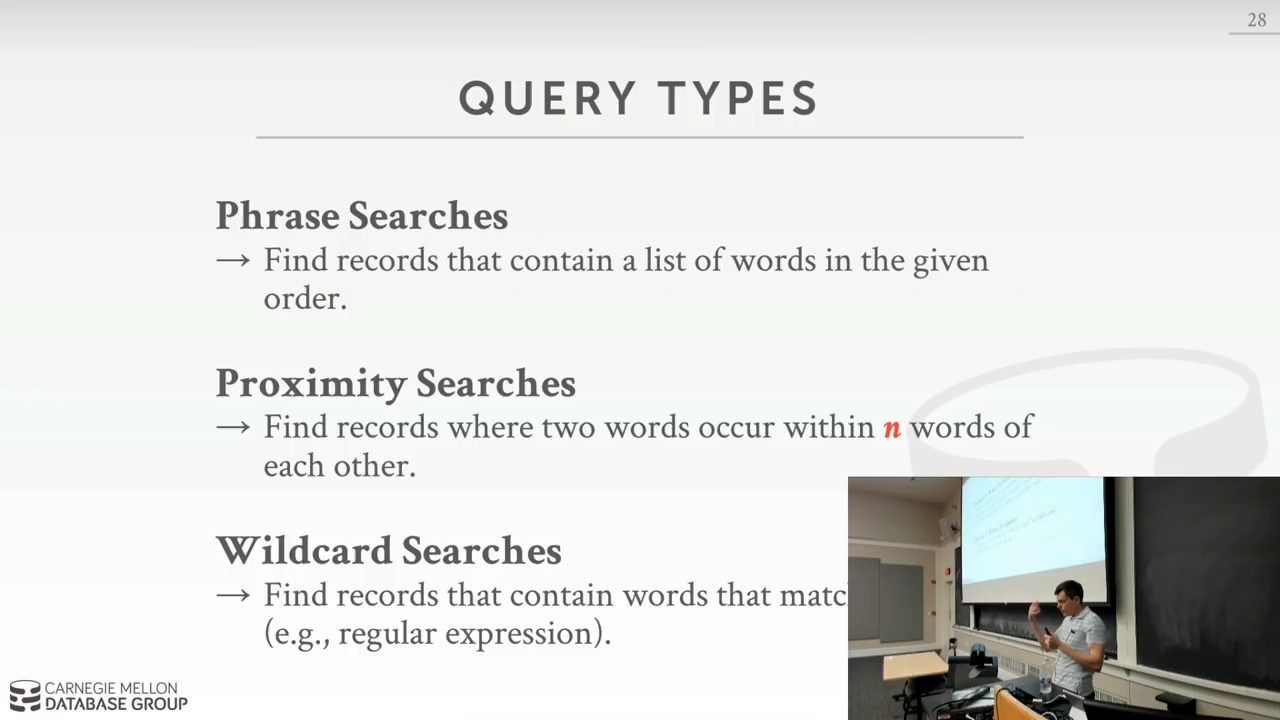 28
QUERY TYPES
Phrase Searches
→ Find records that contain a list of words in the given
order.
Proximity Searches
→ Find records where two words occur within n words of
each other.
Wildcard Searches
→ Find records that contain words that
(e.g., regular expression).
CARNEGIE MELLON
DATABASE GROUP